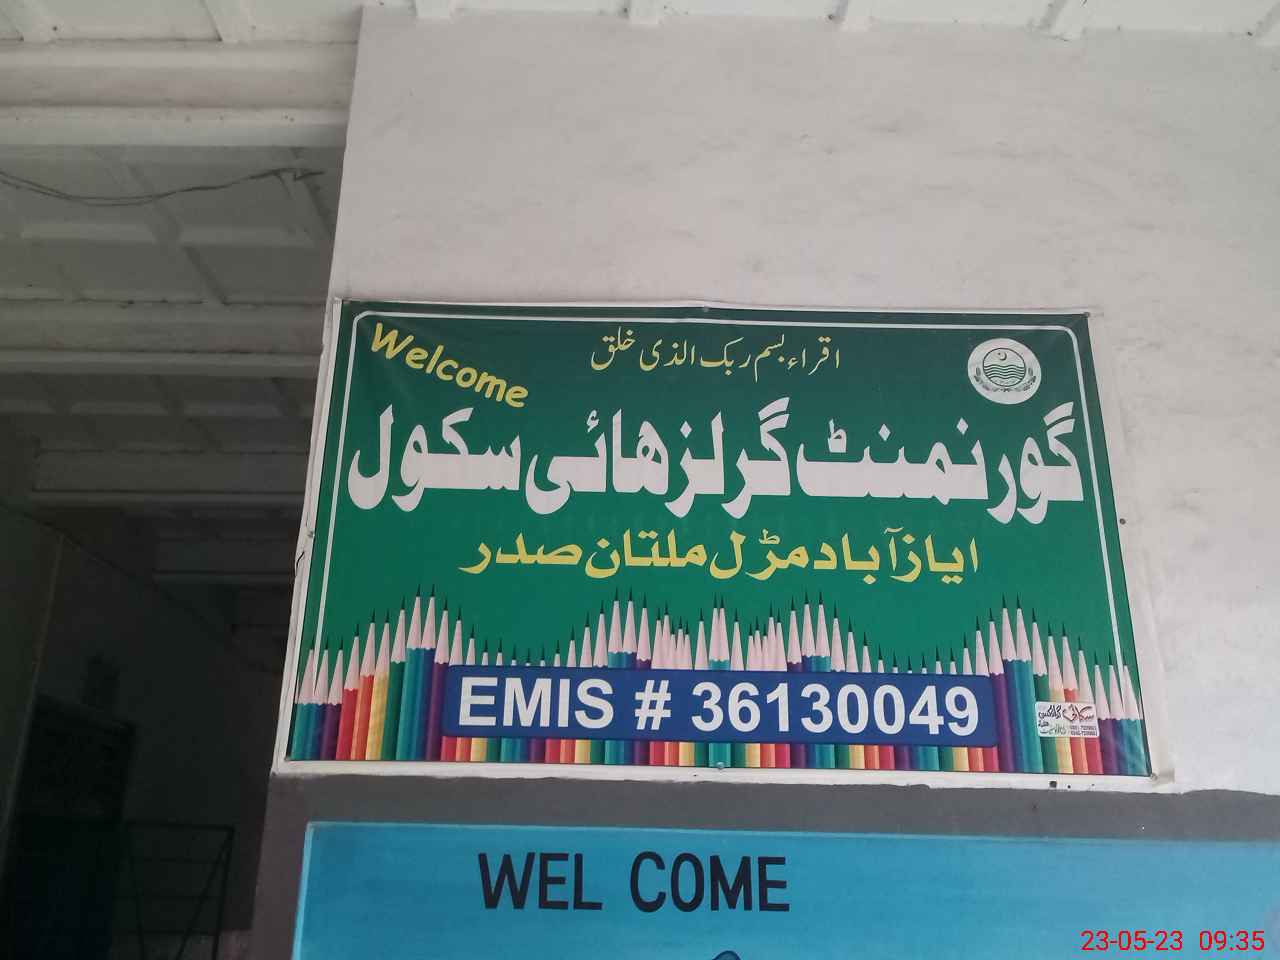 اقراء بسم ربک الذی خلق
Welcome
گورنمنٹ گرلز ھائی سکول
ایاز آباد مڑل ملتان صدر
EMIS # 36130049
WEL COME
23-05-23 09:35